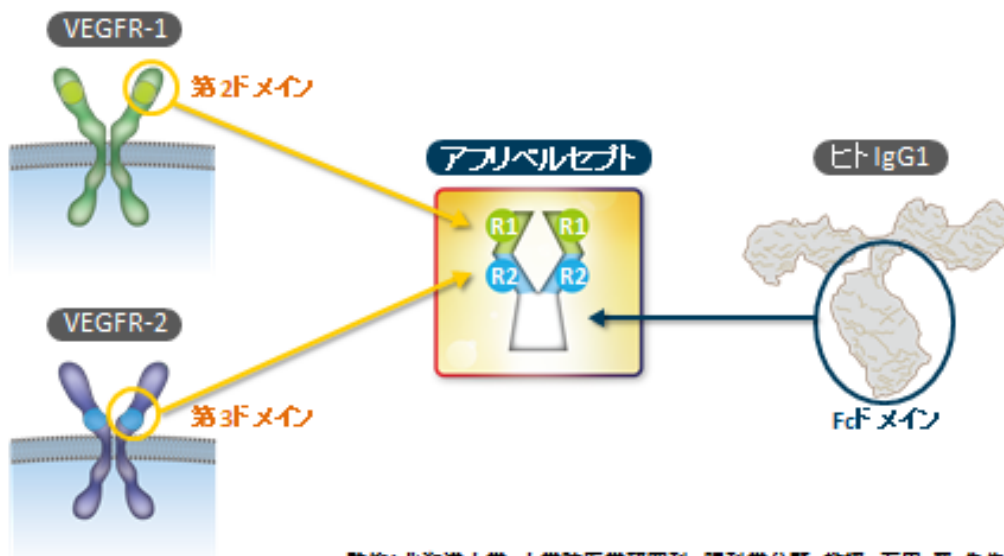 VEGFR-1
第2ドメイン
アフリベルセプト
ヒトIgG1
R1
R1
R2
R2
VEGFR-2
第3ドメイン
Fcドメイン